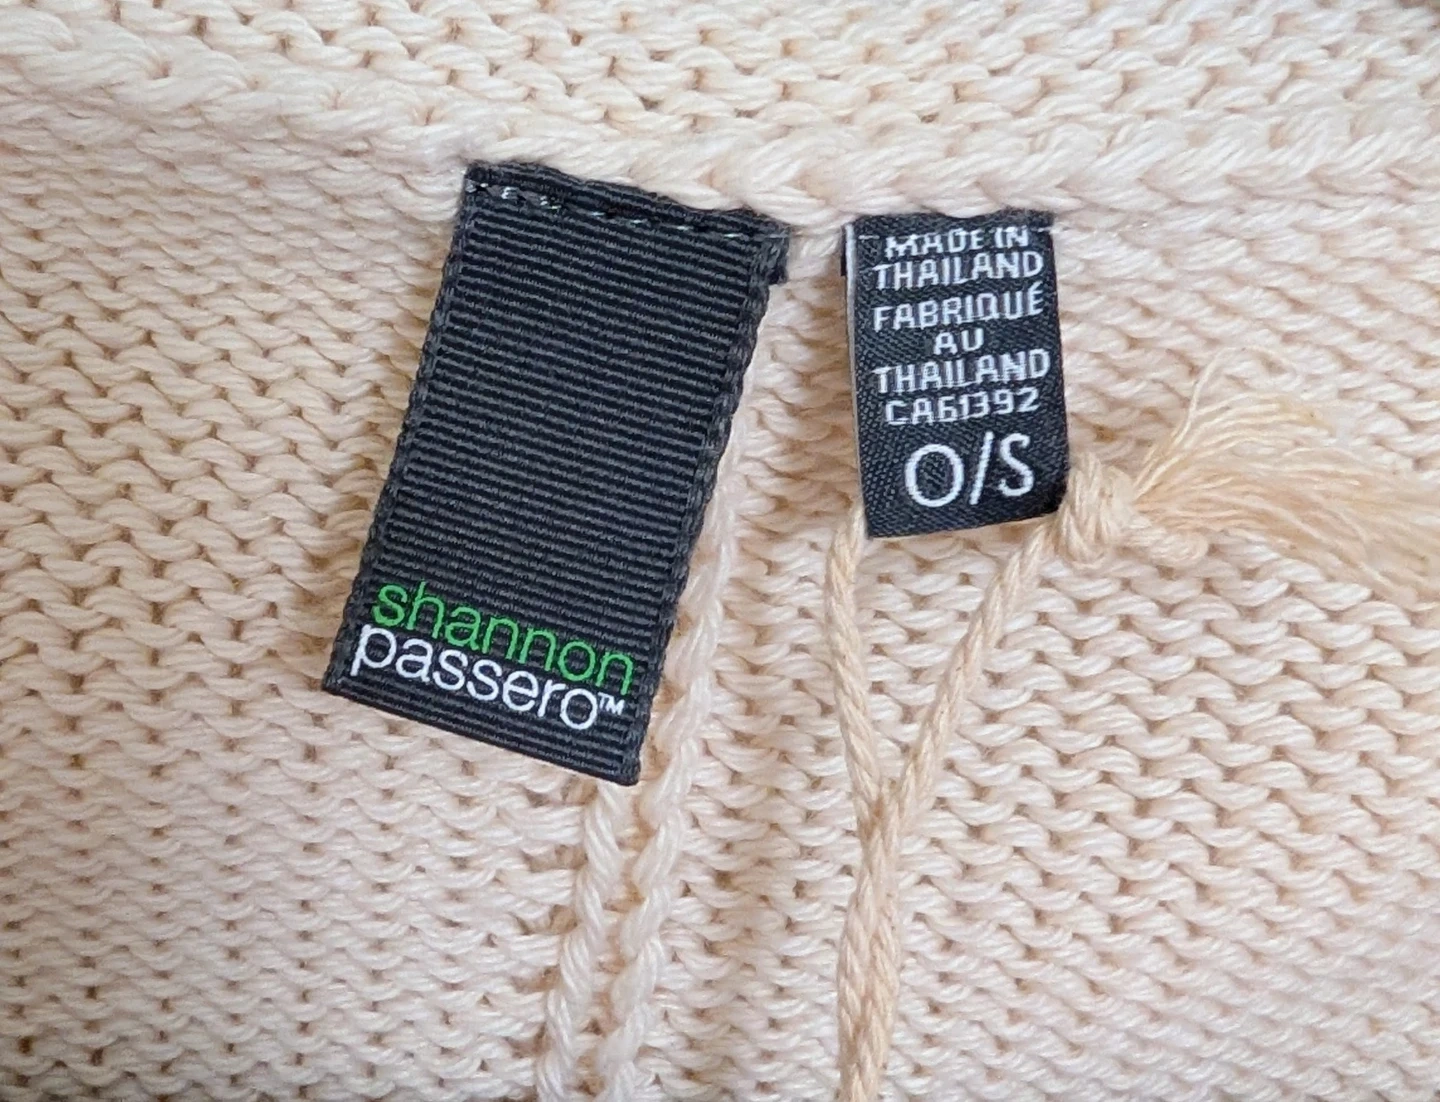 shannon
passero™
MADE IN
THAILAND
FABRIQUÉ
AU
THAILAND
CA61392
O/S